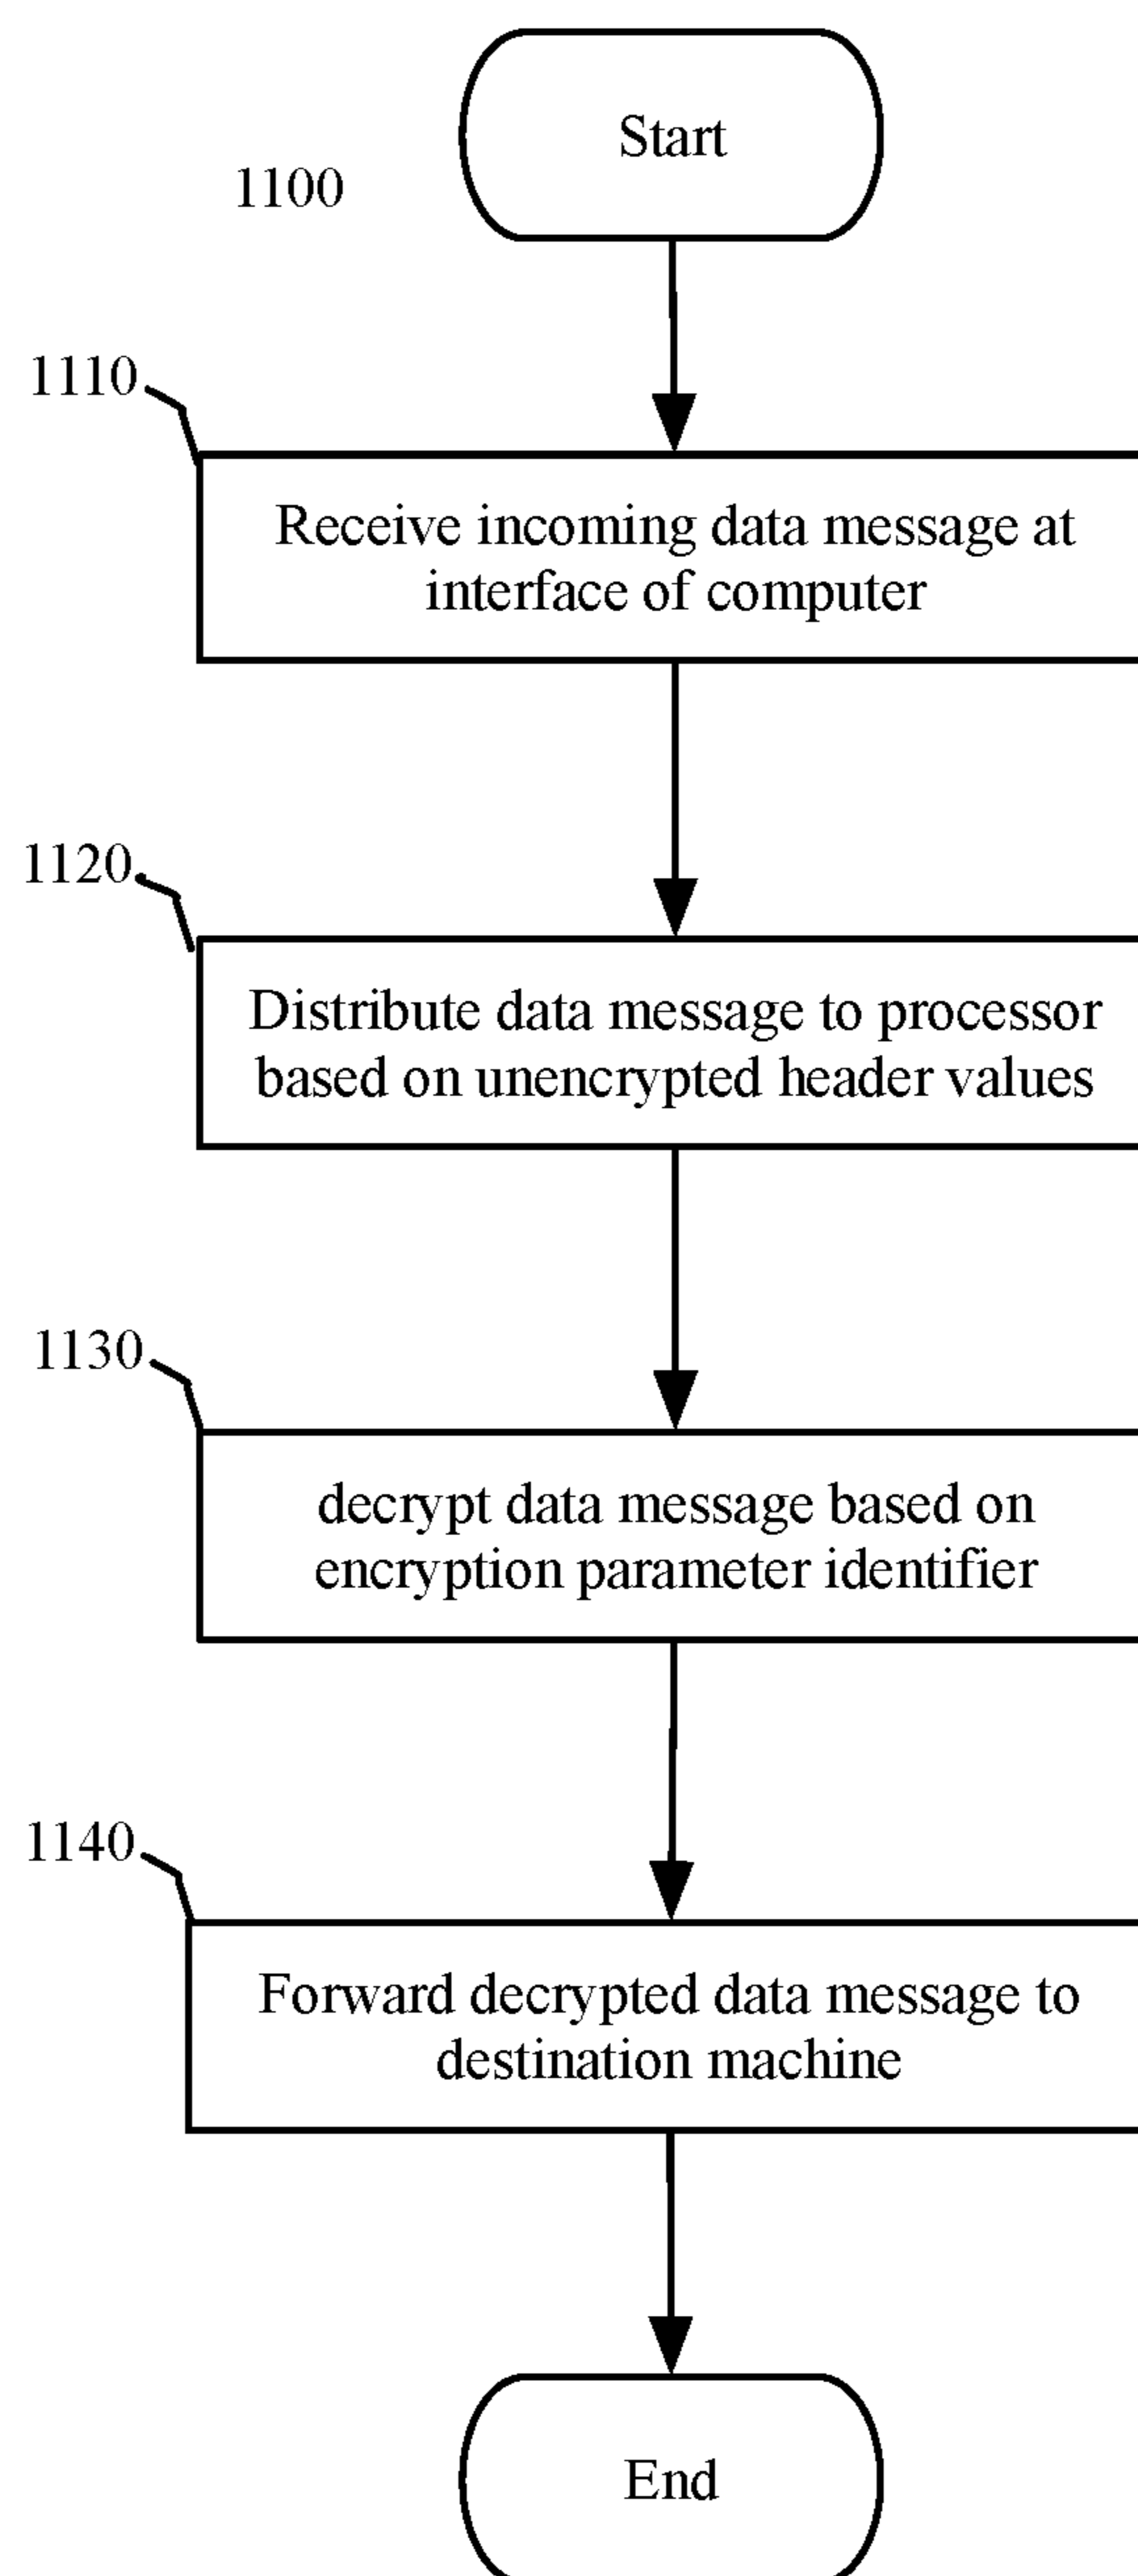 Start
1100
1110
Receive incoming data message at
interface of computer
1120
Distribute data message to processor
based on unencrypted header values
1130
decrypt data message based on
encryption parameter identifier
1140
Forward decrypted data message to
destination machine
End